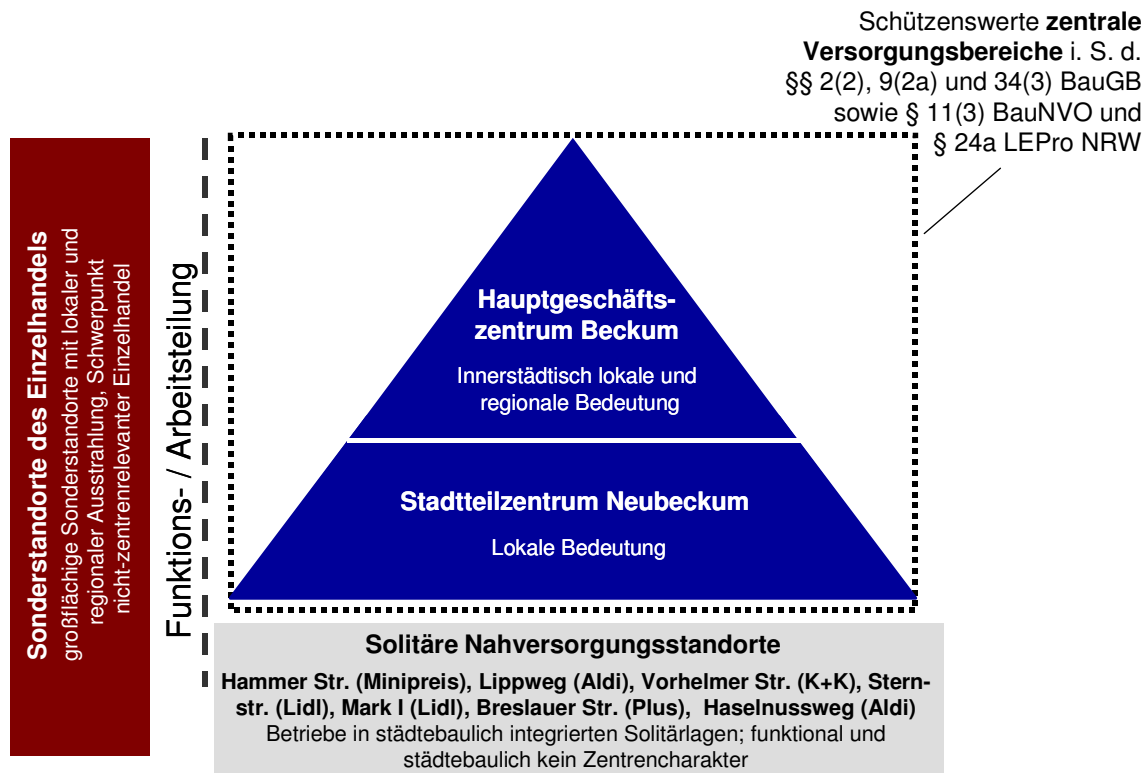 Schützenswerte zentrale
Versorgungsbereiche i. S. d.
§§ 2(2), 9(2a) und 34(3) BauGB
sowie § 11(3) BauNVO und
§ 24a LEPro NRW
Sonderstandorte des Einzelhandels
großflächige Sonderstandorte mit lokaler und
regionaler Ausstrahlung, Schwerpunkt
nicht-zentrenrelevanter Einzelhandel
Funktions- / Arbeitsteilung
Hauptgeschäfts-
zentrum Beckum
Innerstädtisch lokale und
regionale Bedeutung
Stadtteilzentrum Neubeckum
Lokale Bedeutung
Solitäre Nahversorgungsstandorte
Hammer Str. (Minipreis), Lippweg (Aldi), Vorhelmer Str. (K+K), Stern-
str. (Lidl), Mark I (Lidl), Breslauer Str. (Plus), Haselnussweg (Aldi)
Betriebe in städtebaulich integrierten Solitärlagen; funktional und
städtebaulich kein Zentrencharakter